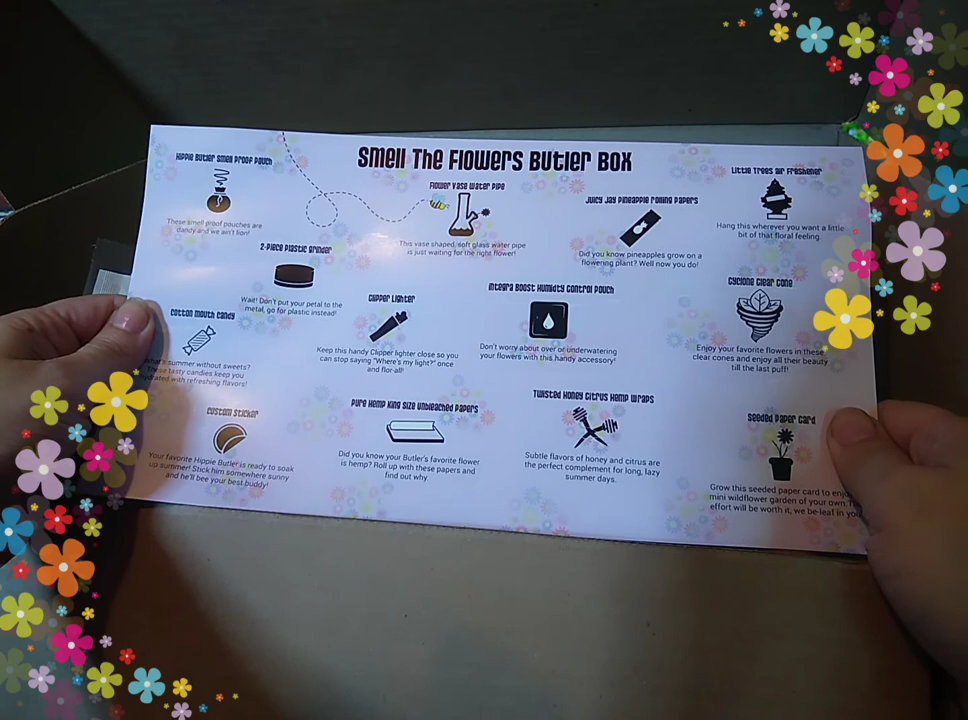 Smell The Flowers Butler Box
Hippie Butler Smell Proof Pouch
These smell proof pouches are
dandy and we ain't lion!
Flower Vase Water Pipe
This vase shaped, soft glass water pipe
is just waiting for the right flower!
Juicy Jay Pineapple Rolling Papers
Did you know pineapples grow on a
flowering plant? Well now you do!
Little Trees Air Freshener
Hang this wherever you want a little
bit of that floral feeling.
2-Piece Plastic Grinder
Wait! Don't put your petal to the
metal, go for plastic instead!
Cotton Mouth Candy
summer without sweets?
These tasty candies keep you
hydrated with refreshing flavors!
Clipper Lighter
Keep this handy Clipper lighter close so you
can stop saying "Where's my light?" once
and flor-all!
Integra Boost Humidty Control Pouch
Don't worry about over or underwatering
your flowers with this handy accessory!
Cyclone Clear Cone
Enjoy your favorite flowers in these
clear cones and enjoy all their beauty
till the last puff!
Custom Sticker
Your favorite Hippie Butler is ready to soak
up summer! Stick him somewhere sunny
and he'll bee your best buddy!
Pure Hemp King Size Unbleached Papers
Did you know your Butler's favorite flower
is hemp? Roll up with these papers and
find out why.
Twisted Honey Citrus Hemp Wraps
Subtle flavors of honey and citrus are
the perfect complement for long, lazy
summer days.
Seeded Paper Card
Grow this seeded paper card to enjoy
mini wildflower garden of your own.
effort will be worth it, we be-leaf in you